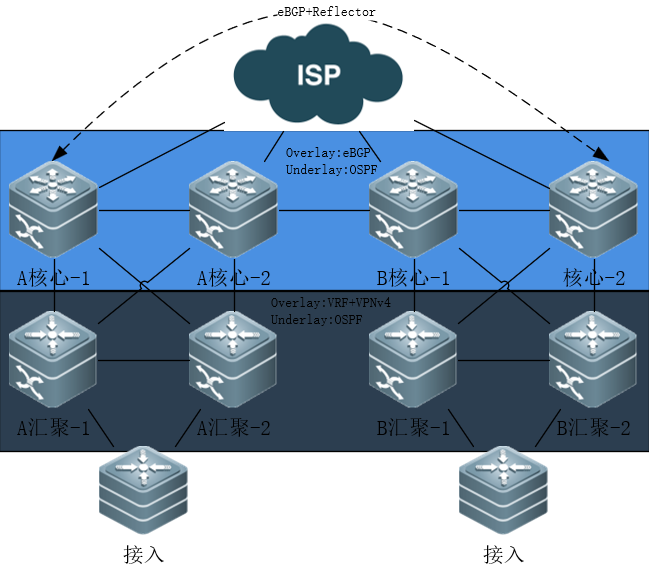 eBGP+Reflector
ISP
Overlay:eBGP
Underlay:OSPF
A核心-1
A核心-2
B核心-1
核心-2
Overlay:VRF+VPNv4
Underlay:OSPF
A汇聚-1
A汇聚-2
B汇聚-1
B汇聚-2
接入
接入